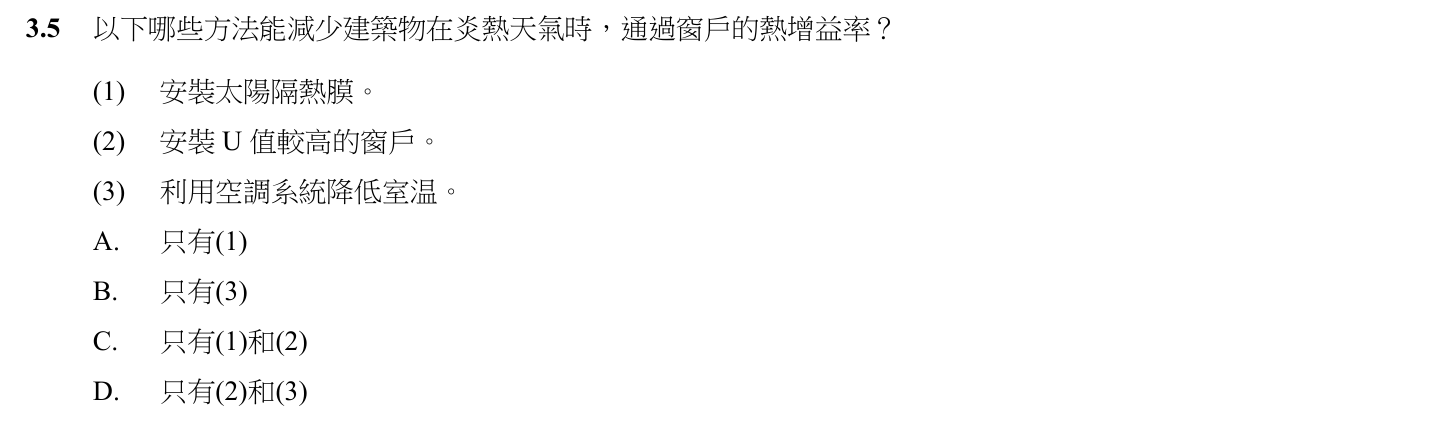 3.5 以下哪些方法能減少建築物在炎熱天氣時，通過窗戶的熱增益率？
(1) 安裝太陽隔熱膜。
(2) 安裝 U 值較高的窗戶。
(3) 利用空調系統降低室温。
A. 只有(1)
B. 只有(3)
C. 只有(1)和(2)
D. 只有(2)和(3)